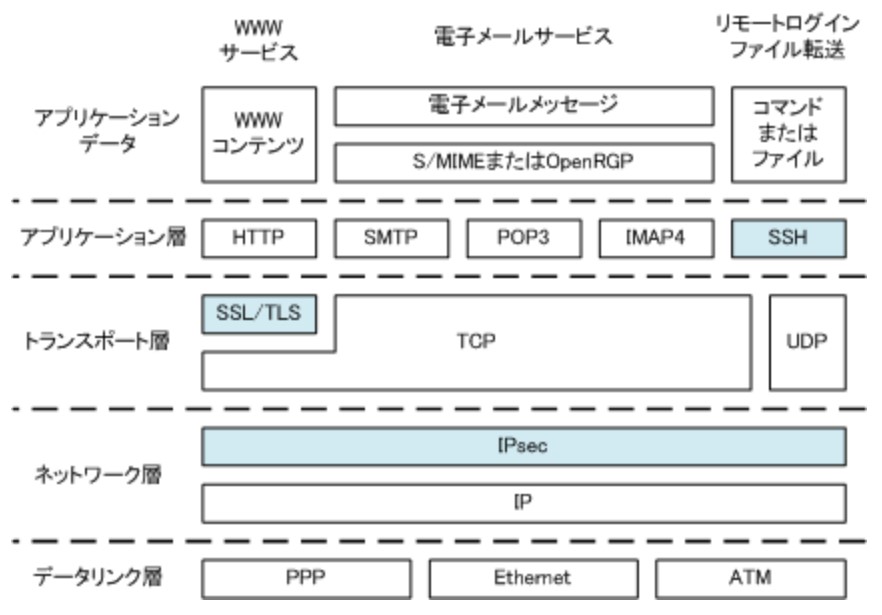 WWW
サービス
電子メールサービス
リモートログイン
ファイル転送
アプリケーション
データ
WWW
コンテンツ
電子メールメッセージ
S/MIMEまたはOpenRGP
コマンド
または
ファイル
アプリケーション層
HTTP
SMTP
POP3
IMAP4
SSH
トランスポート層
SSL/TLS
TCP
UDP
ネットワーク層
IPsec
IP
データリンク層
PPP
Ethernet
ATM